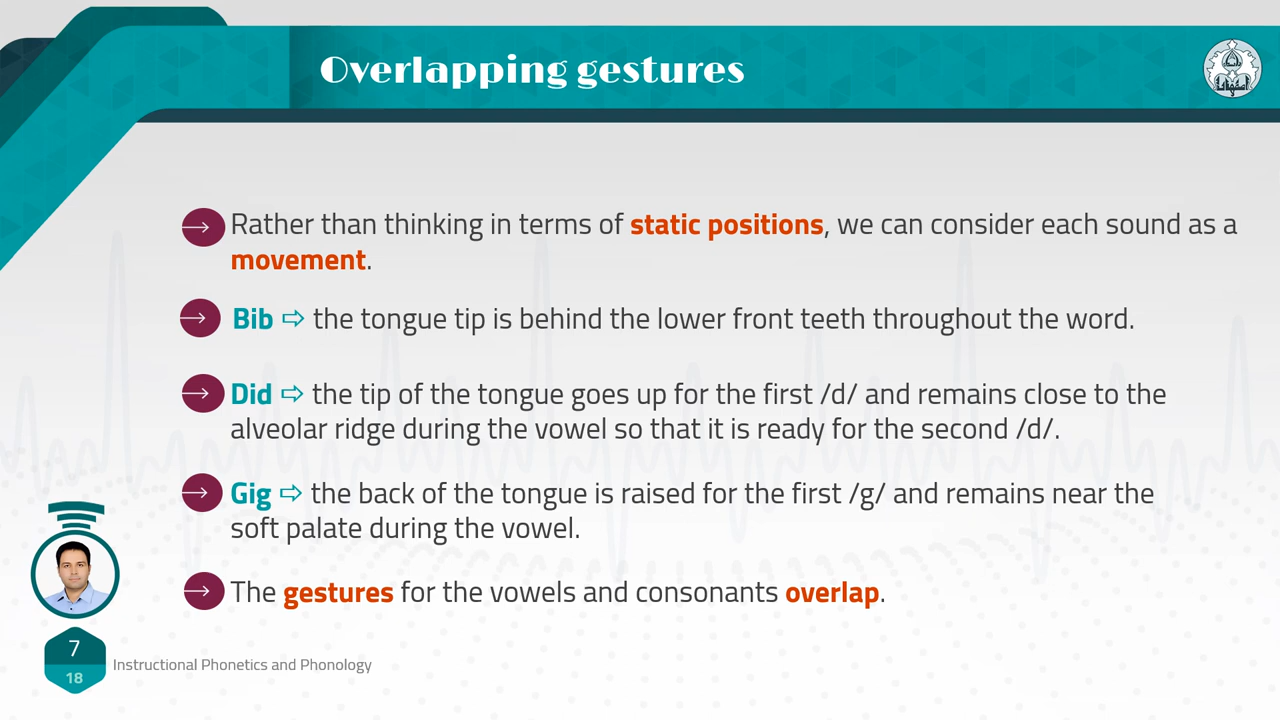 Overlapping gestures
اصفهان
Rather than thinking in terms of static positions, we can consider each sound as a
movement.
Bib ⇨ the tongue tip is behind the lower front teeth throughout the word.
Did ⇨ the tip of the tongue goes up for the first /d/ and remains close to the
alveolar ridge during the vowel so that it is ready for the second /d/.
Gig ⇨ the back of the tongue is raised for the first /g/ and remains near the
soft palate during the vowel.
The gestures for the vowels and consonants overlap.
7
18
Instructional Phonetics and Phonology